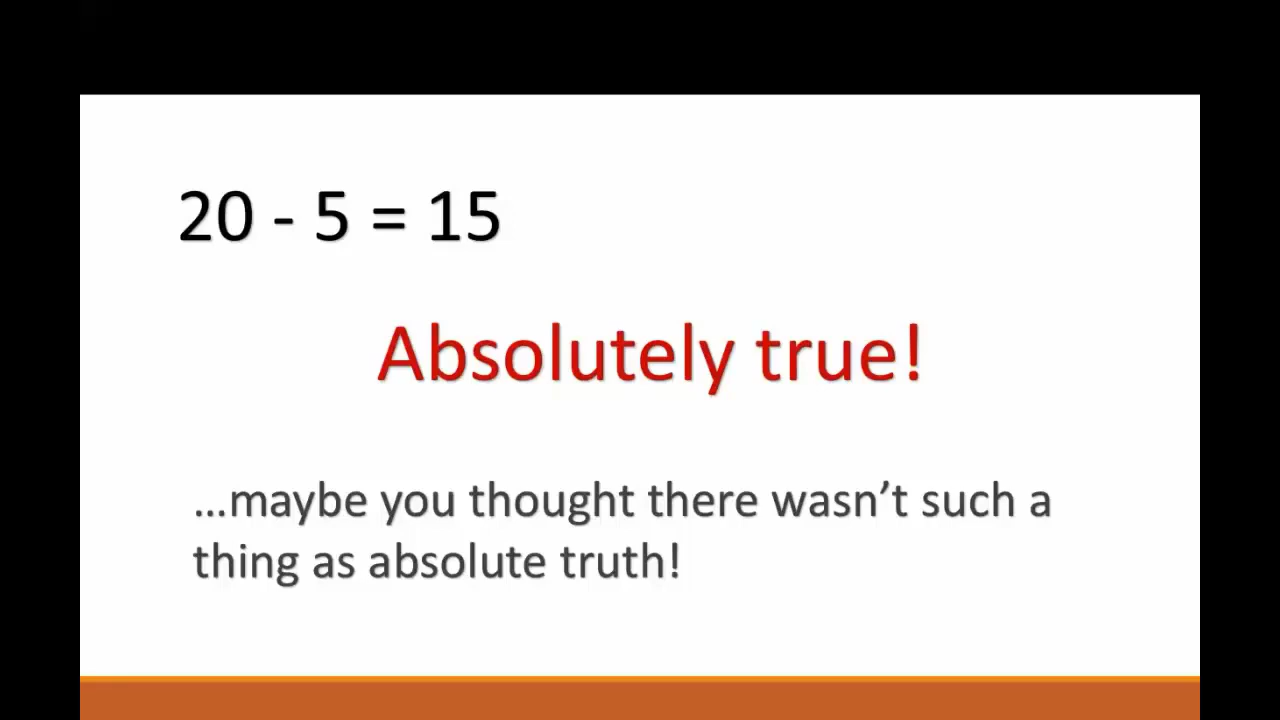 20 - 5 = 15
Absolutely true!
…maybe you thought there wasn’t such a
thing as absolute truth!